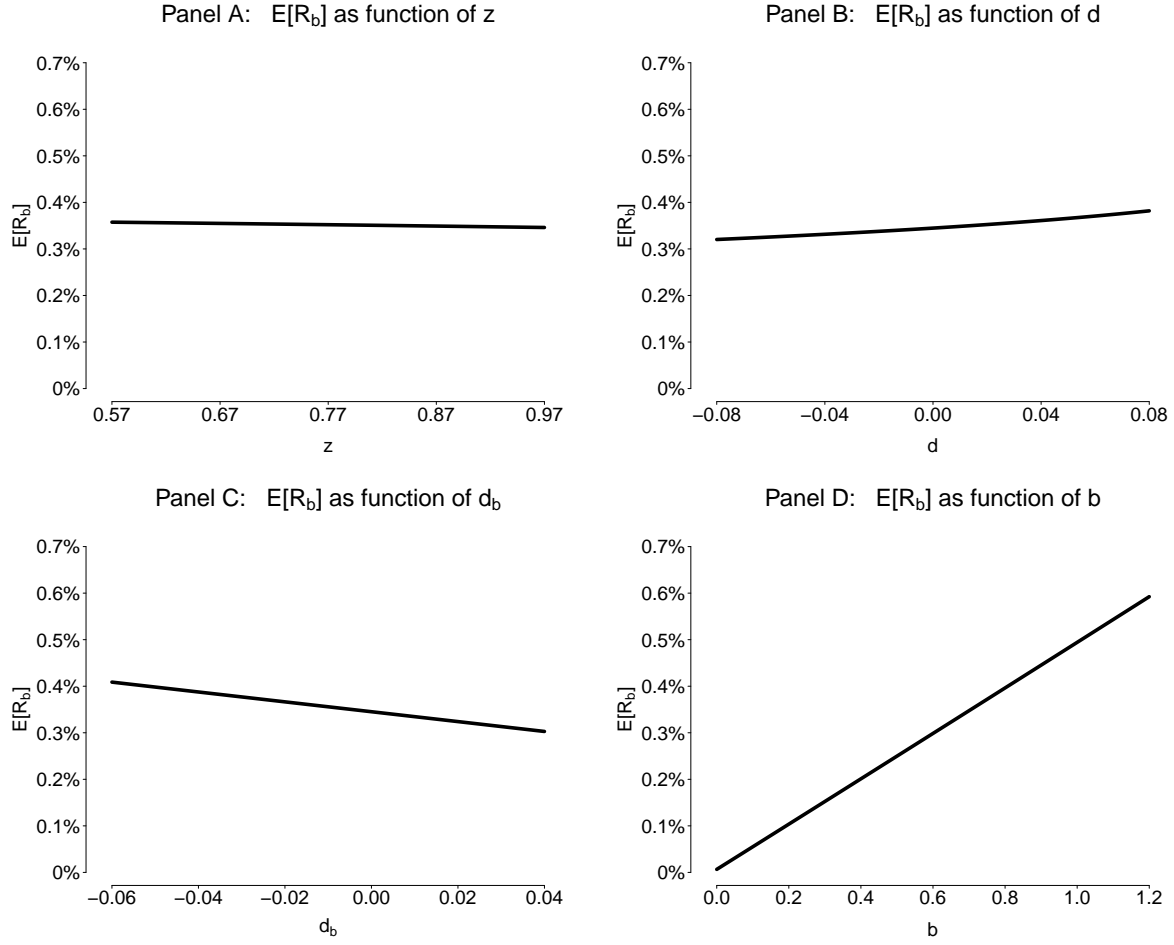 Panel A: E[R_b] as function of z
0.7%
0.6%
0.5%
0.4%
0.3%
0.2%
0.1%
0%
E[R_b]
0.57 0.67 0.77 0.87 0.97
z
Panel B: E[R_b] as function of d
0.7%
0.6%
0.5%
0.4%
0.3%
0.2%
0.1%
0%
E[R_b]
−0.08 −0.04 0.00 0.04 0.08
d
Panel C: E[R_b] as function of d_b
0.7%
0.6%
0.5%
0.4%
0.3%
0.2%
0.1%
0%
E[R_b]
−0.06 −0.04 −0.02 0.00 0.02 0.04
d_b
Panel D: E[R_b] as function of b
0.7%
0.6%
0.5%
0.4%
0.3%
0.2%
0.1%
0%
E[R_b]
0.0 0.2 0.4 0.6 0.8 1.0 1.2
b